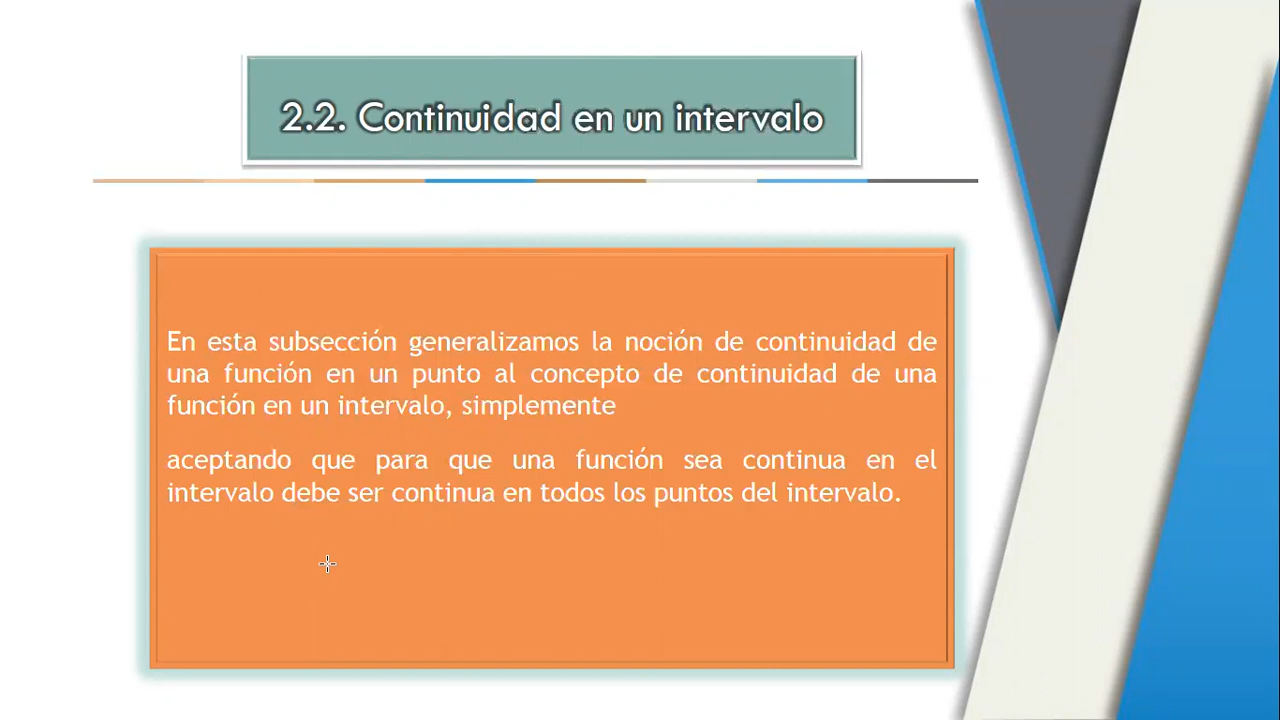 2.2. Continuidad en un intervalo
En esta subsección generalizamos la noción de continuidad de
una función en un punto al concepto de continuidad de una
función en un intervalo, simplemente
aceptando que para que una función sea continua en el
intervalo debe ser continua en todos los puntos del intervalo.